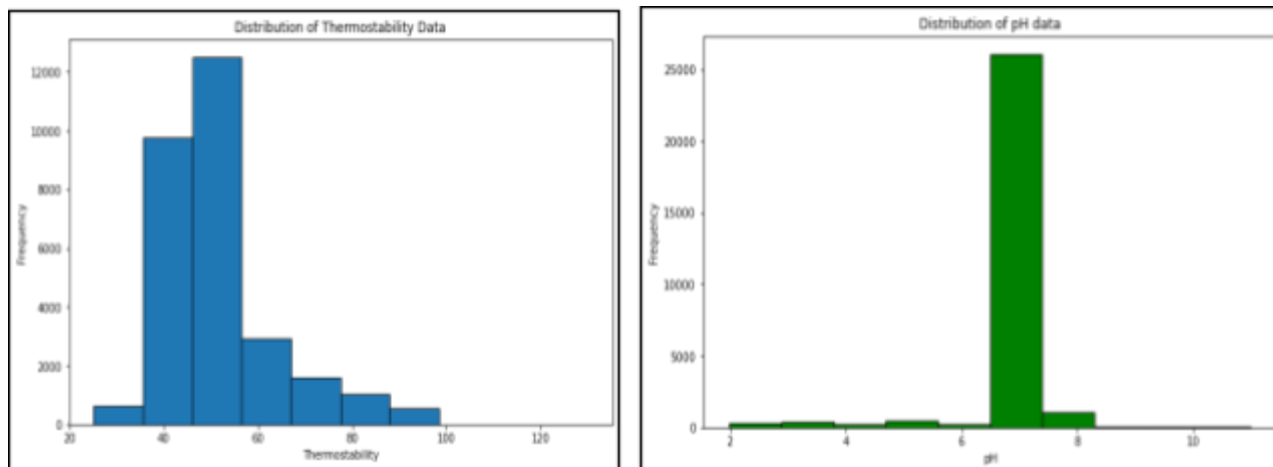 Distribution of Thermostability Data
Frequency
12000
10000
8000
6000
4000
2000
0
20 40 60 80 100 120
Thermostability
Distribution of pH data
Frequency
25000
20000
15000
10000
5000
0
2 4 6 8 10
pH